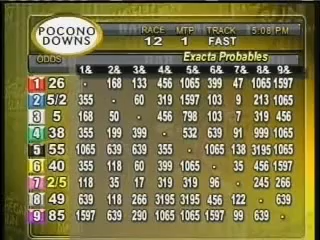 POCONO DOWNS RACE MTP TRACK 5:08 PM
12 1 FAST
ODDS Exacta Probables
1& 2& 3& 4& 5& 6& 7& 8& 9&
1 26 - 168 133 456 1065 399 47 1065 1597
2 5/2 355 - 60 319 1597 103 9 213 1065
3 5 168 50 - 456 798 103 - 319 456
4 38 355 199 399 - 532 639 91 999 1065
5 55 1065 639 639 355 - 1065 138 3195 1065
6 40 355 118 60 399 1065 - 35 456 1597
7 2/5 118 35 17 319 319 96 - 245 266
8 49 639 118 266 3195 3195 456 122 - 639
9 85 1597 639 290 1065 1065 1597 99 639 -